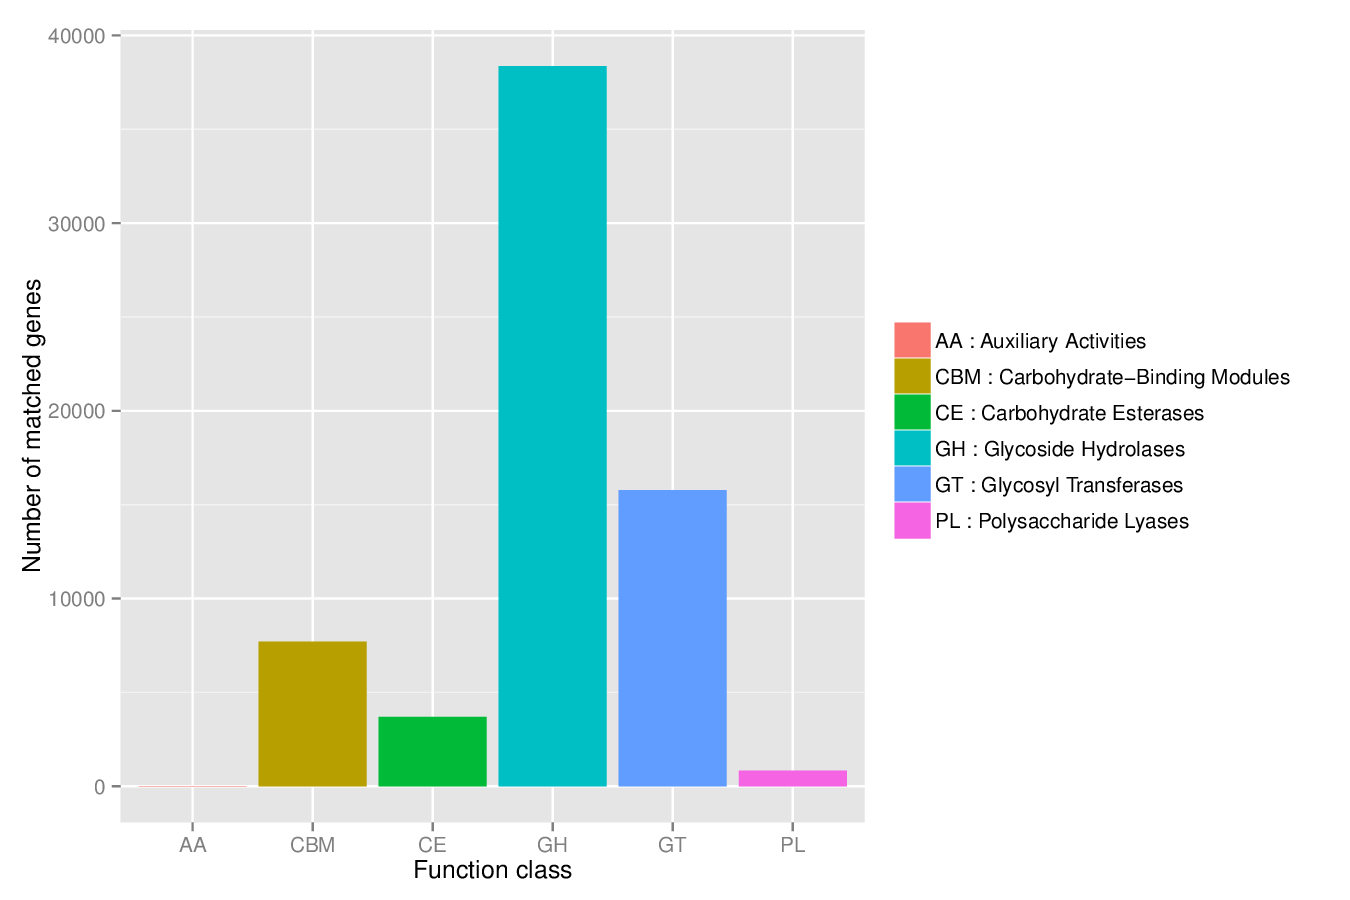 Number of matched genes
40000
30000
20000
10000
0
AA CBM CE GH GT PL
Function class
AA : Auxiliary Activities
CBM : Carbohydrate−Binding Modules
CE : Carbohydrate Esterases
GH : Glycoside Hydrolases
GT : Glycosyl Transferases
PL : Polysaccharide Lyases